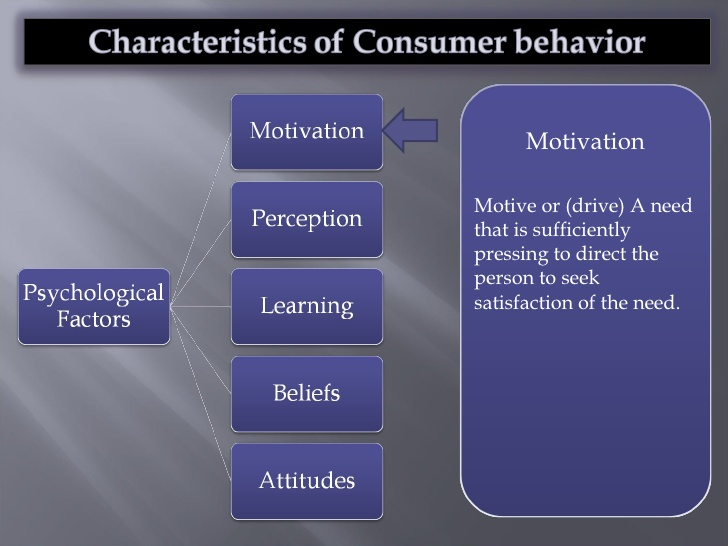 Characteristics of Consumer behavior
Motivation
Perception
Psychological
Factors
Learning
Beliefs
Attitudes
Motivation
Motive or (drive) A need
that is sufficiently
pressing to direct the
person to seek
satisfaction of the need.